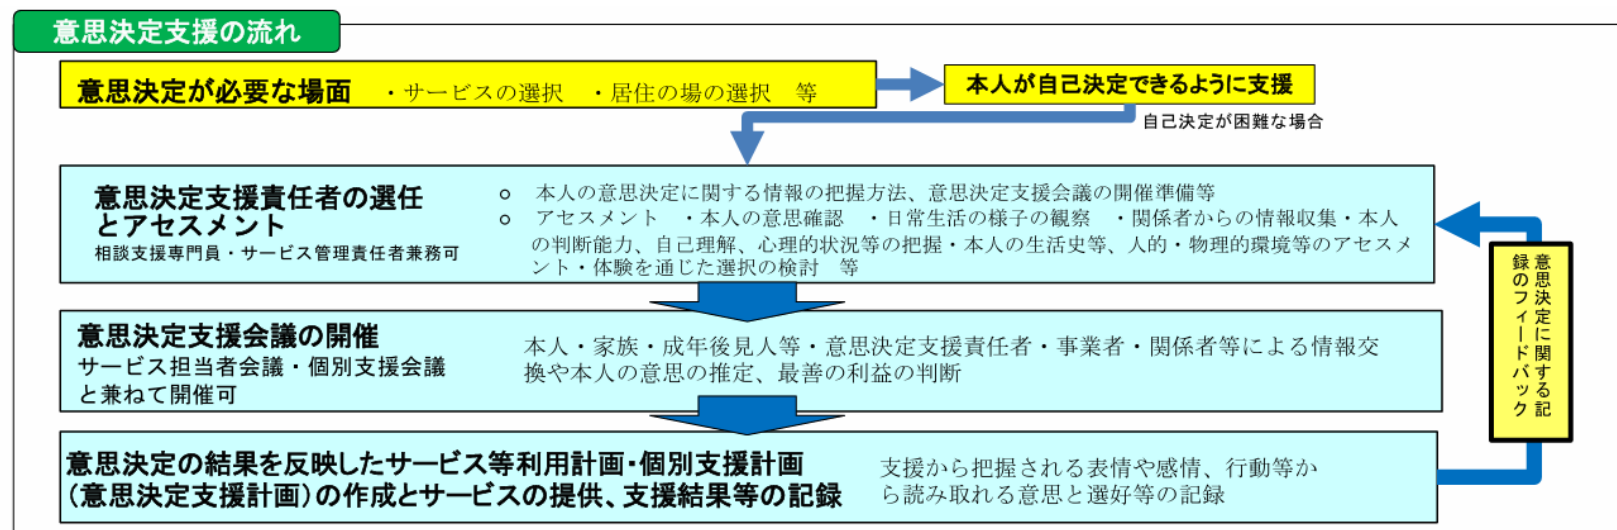 意思決定支援の流れ
意思決定が必要な場面　・サービスの選択　・居住の場の選択　等
本人が自己決定できるように支援
自己決定が困難な場合
意思決定支援責任者の選任
とアセスメント
相談支援専門員・サービス管理責任者兼務可
○　本人の意思決定に関する情報の把握方法、意思決定支援会議の開催準備等
○　アセスメント　・本人の意思確認　・日常生活の様子の観察　・関係者からの情報収集・本人
の判断能力、自己理解、心理的状況等の把握・本人の生活史等、人的・物理的環境等のアセスメ
ント・体験を通じた選択の検討　等
意思決定支援会議の開催
サービス担当者会議・個別支援会議
と兼ねて開催可
本人・家族・成年後見人等・意思決定支援責任者・事業者・関係者等による情報交
換や本人の意思の推定、最善の利益の判断
意思決定の結果を反映したサービス等利用計画・個別支援計画
（意思決定支援計画）の作成とサービスの提供、支援結果等の記録
支援から把握される表情や感情、行動等か
ら読み取れる意思と選好等の記録
意思決定に関する記
録のフィードバック